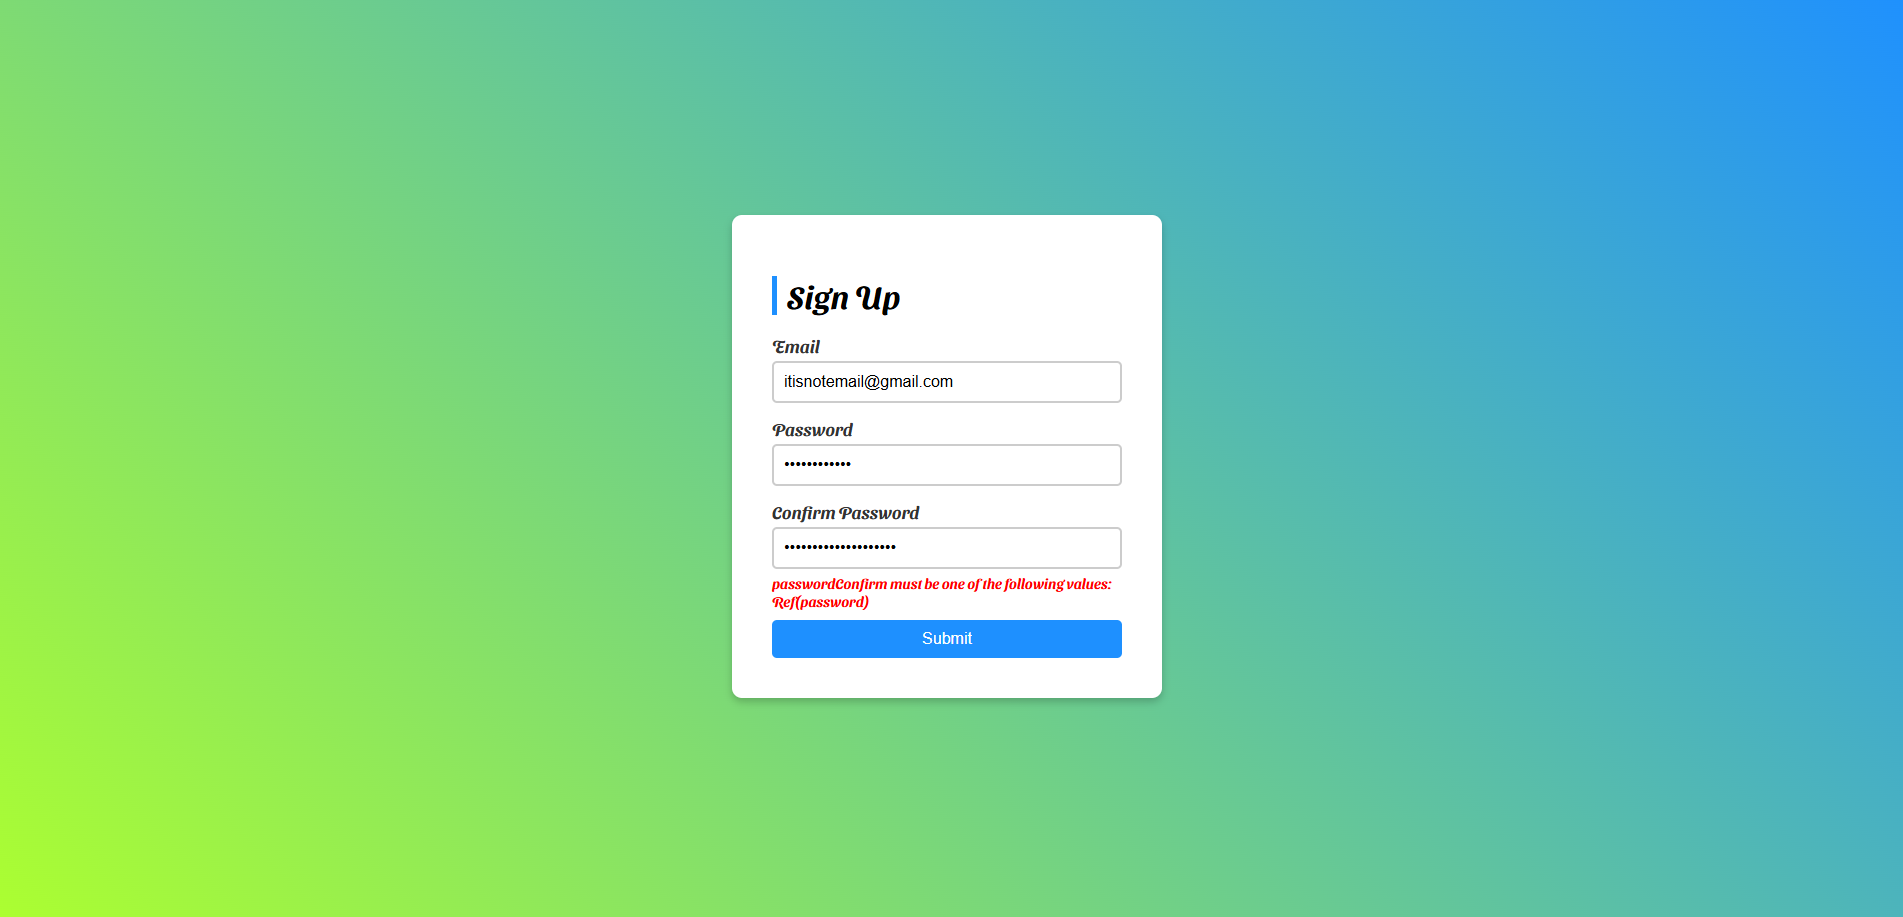 Sign Up
Email
itisnotemail@gmail.com
Password
••••••••••••
Confirm Password
••••••••••••••••••••
passwordConfirm must be one of the following values:
Ref(password)
Submit